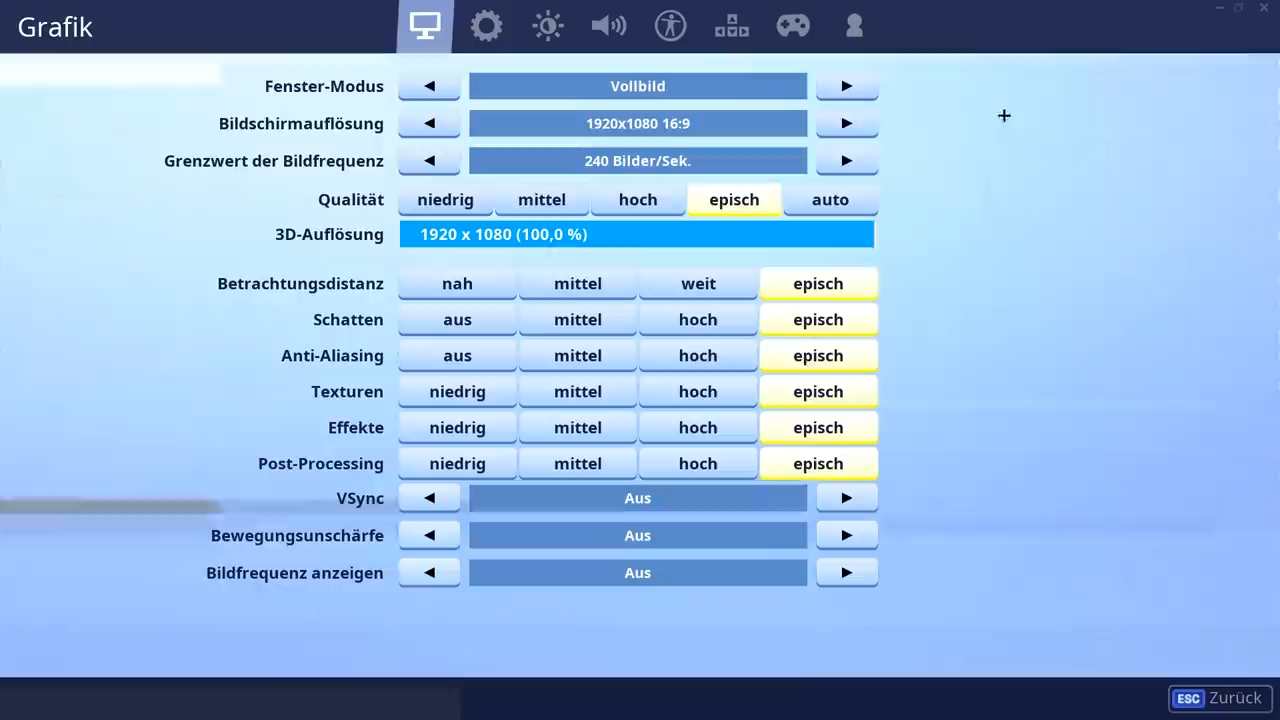 Grafik
Fenster-Modus Vollbild
Bildschirmauflösung 1920x1080 16:9
Grenzwert der Bildfrequenz 240 Bilder/Sek.
Qualität niedrig mittel hoch episch auto
3D-Auflösung 1920 x 1080 (100,0 %)
Betrachtungsdistanz nah mittel weit episch
Schatten aus mittel hoch episch
Anti-Aliasing aus mittel hoch episch
Texturen niedrig mittel hoch episch
Effekte niedrig mittel hoch episch
Post-Processing niedrig mittel hoch episch
VSync Aus
Bewegungsunschärfe Aus
Bildfrequenz anzeigen Aus
ESC Zurück